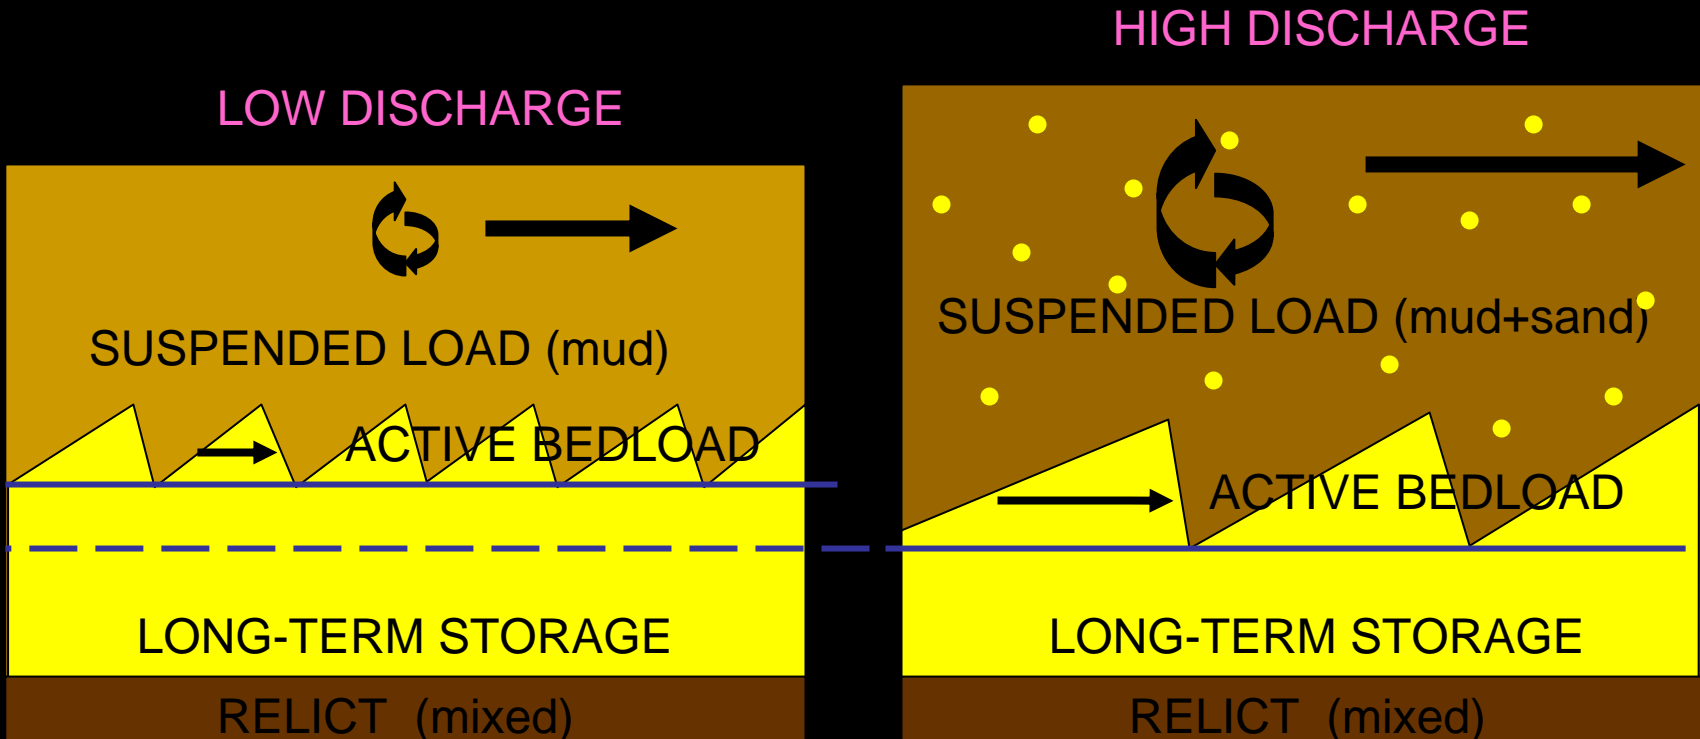 LOW DISCHARGE
SUSPENDED LOAD (mud)
ACTIVE BEDLOAD
LONG-TERM STORAGE
RELICT (mixed)
HIGH DISCHARGE
SUSPENDED LOAD (mud+sand)
ACTIVE BEDLOAD
LONG-TERM STORAGE
RELICT (mixed)